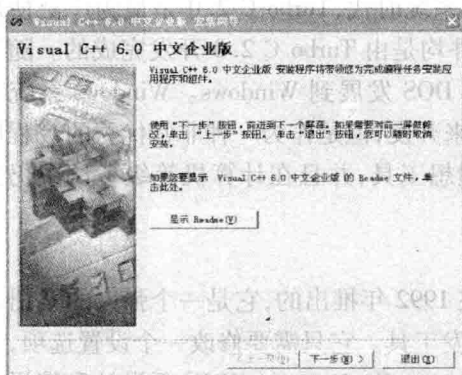 Visual C++ 6.0 中文企业版 安装向导
Visual C++ 6.0 中文企业版
Visual C++ 6.0 中文企业版 安装程序将带领您为完成编程任务安装应
用程序和组件。
使用“下一步”按钮，前进到下一个屏幕。如果需要对前一屏做修
改，单击 “上一步”按钮。单击“退出”按钮，您可以随时取消
安装。
如果您要显示 Visual C++ 6.0 中文企业版 的 Readme 文件，单
击此处。
显示 Readme(V)
下一步(N) >
退出(X)